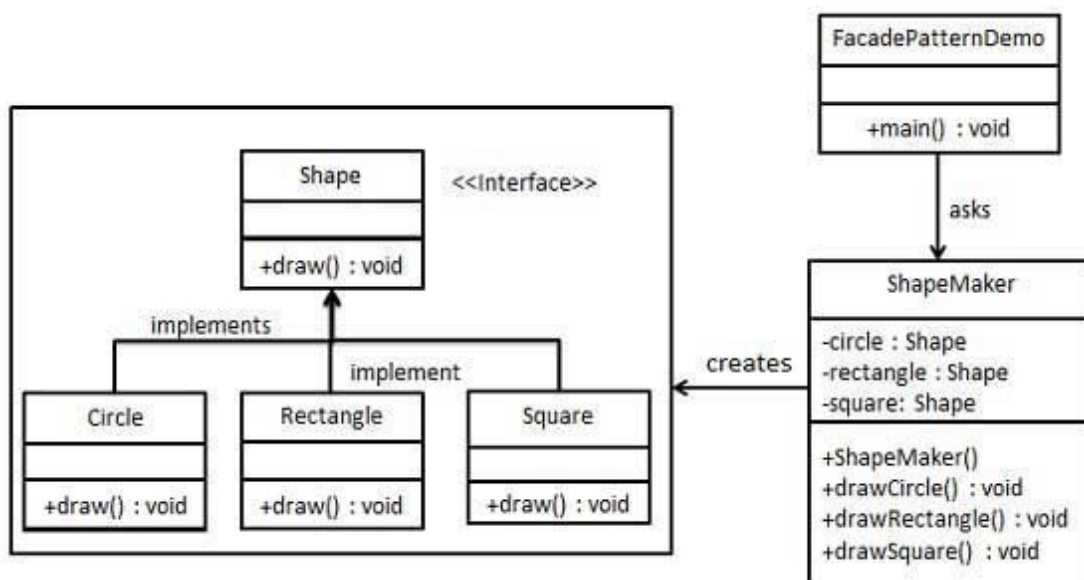 FacadePatternDemo
+main() : void
asks
Shape
<<Interface>>
+draw() : void
implements
implement
Circle
+draw() : void
Rectangle
+draw() : void
Square
+draw() : void
creates
ShapeMaker
-circle : Shape
-rectangle : Shape
-square: Shape
+ShapeMaker()
+drawCircle() : void
+drawRectangle() : void
+drawSquare() : void